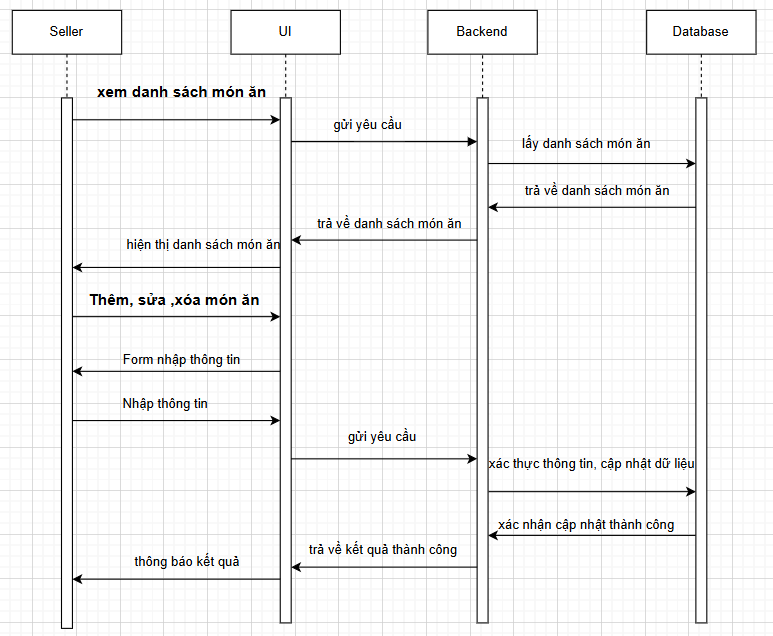 Seller
UI
Backend
Database
xem danh sách món ăn
gửi yêu cầu
lấy danh sách món ăn
trả về danh sách món ăn
trả về danh sách món ăn
hiện thị danh sách món ăn
Thêm, sửa ,xóa món ăn
Form nhập thông tin
Nhập thông tin
gửi yêu cầu
xác thực thông tin, cập nhật dữ liệu
xác nhận cập nhật thành công
trả về kết quả thành công
thông báo kết quả